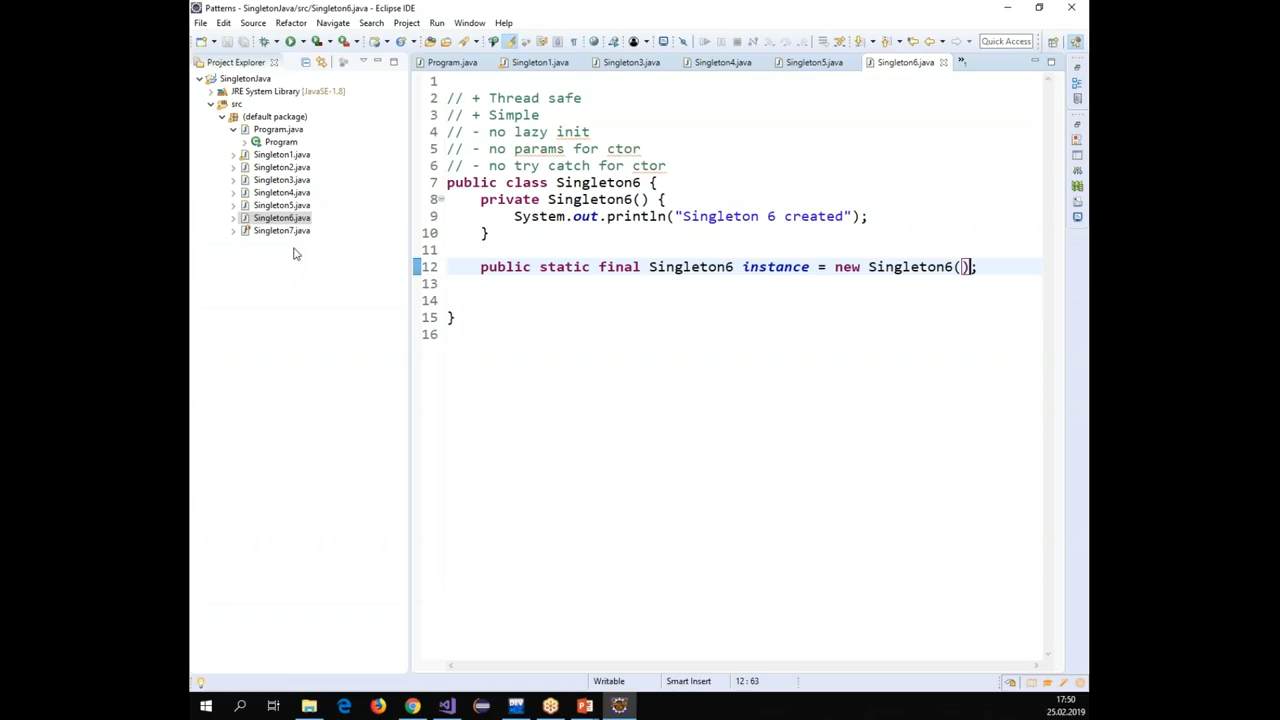 Patterns - SingletonJava/src/Singleton6.java - Eclipse IDE
File Edit Source Refactor Navigate Search Project Run Window Help
Quick Access
Project Explorer
Program.java Singleton1.java Singleton3.java Singleton4.java Singleton5.java Singleton6.java
SingletonJava
JRE System Library [JavaSE-1.8]
src
(default package)
Program.java
Program
Singleton1.java
Singleton2.java
Singleton3.java
Singleton4.java
Singleton5.java
Singleton6.java
Singleton7.java
1
2 // + Thread safe
3 // + Simple
4 // - no lazy init
5 // - no params for ctor
6 // - no try catch for ctor
7 public class Singleton6 {
8 private Singleton6() {
9 System.out.println("Singleton 6 created");
10 }
11
12 public static final Singleton6 instance = new Singleton6();
13
14
15 }
16
Writable Smart Insert 12 : 63
DEV
17:50
25.02.2019